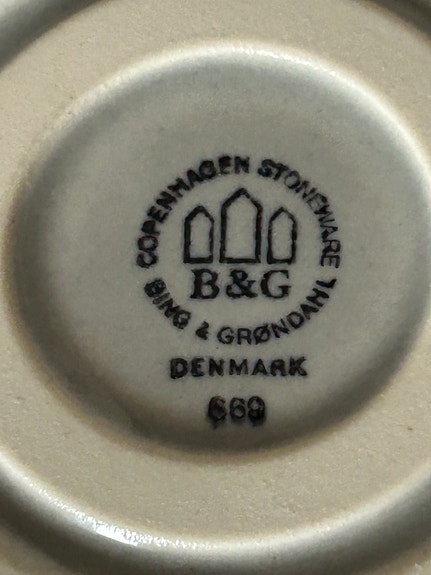 COPENHAGEN STONEWARE
B&G
BING & GRØNDAHL
DENMARK
669